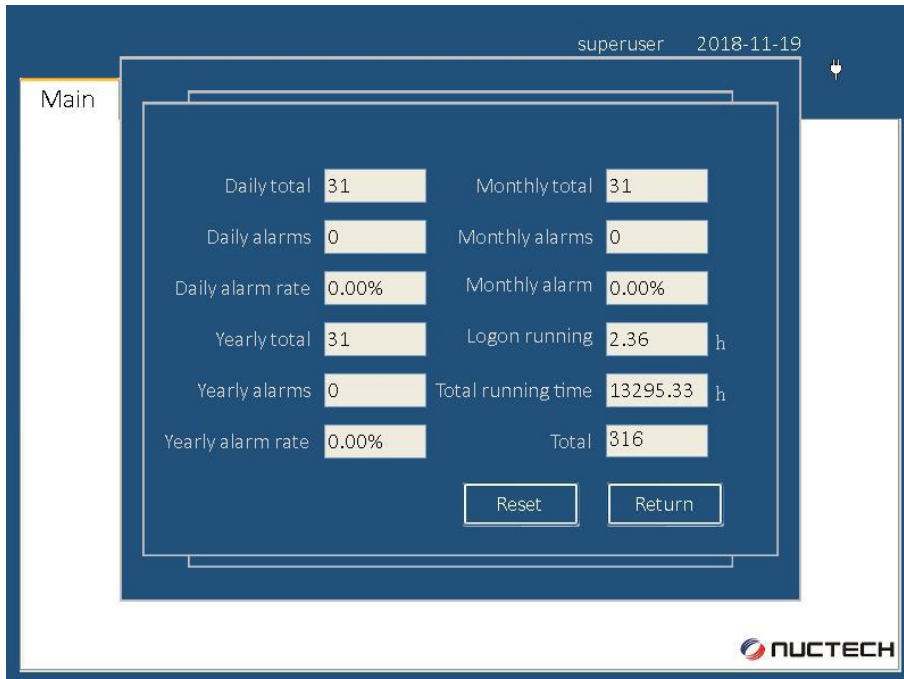 superuser 2018-11-19
Main
Daily total 31 Monthly total 31
Daily alarms 0 Monthly alarms 0
Daily alarm rate 0.00% Monthly alarm 0.00%
Yearly total 31 Logon running 2.36 h
Yearly alarms 0 Total running time 13295.33 h
Yearly alarm rate 0.00% Total 316
Reset Return
NUCTECH